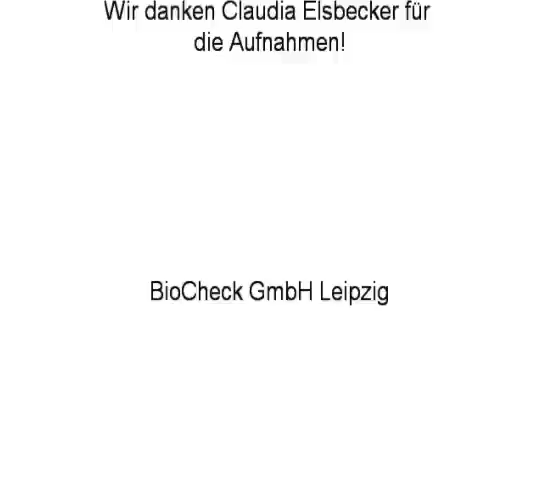 Wir danken Claudia Elsbecker für
die Aufnahmen!
BioCheck GmbH Leipzig